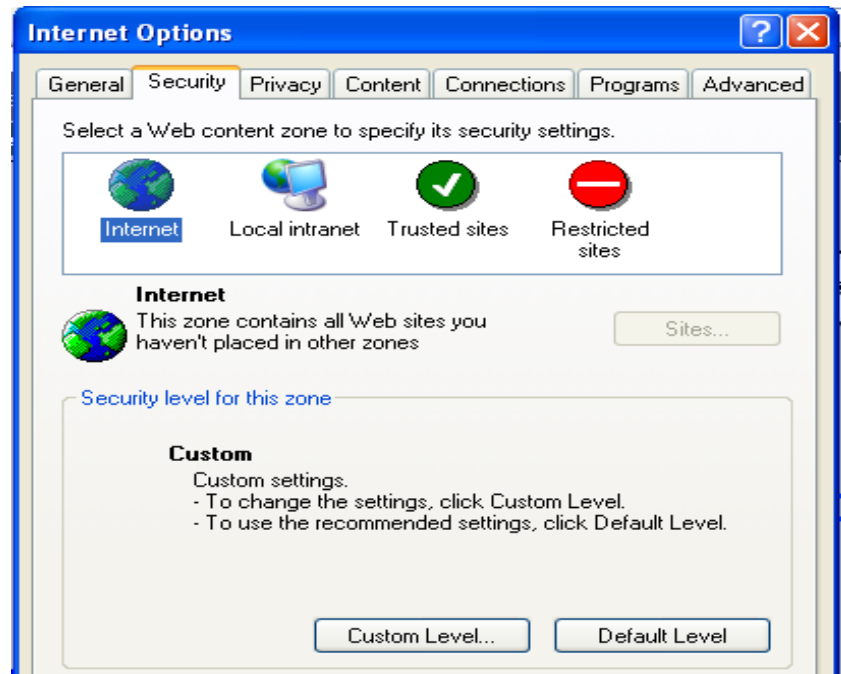 Internet Options
General Security Privacy Content Connections Programs Advanced
Select a Web content zone to specify its security settings.
Internet Local intranet Trusted sites Restricted
sites
Internet
This zone contains all Web sites you
haven't placed in other zones
Sites...
Security level for this zone
Custom
Custom settings.
- To change the settings, click Custom Level.
- To use the recommended settings, click Default Level.
Custom Level... Default Level